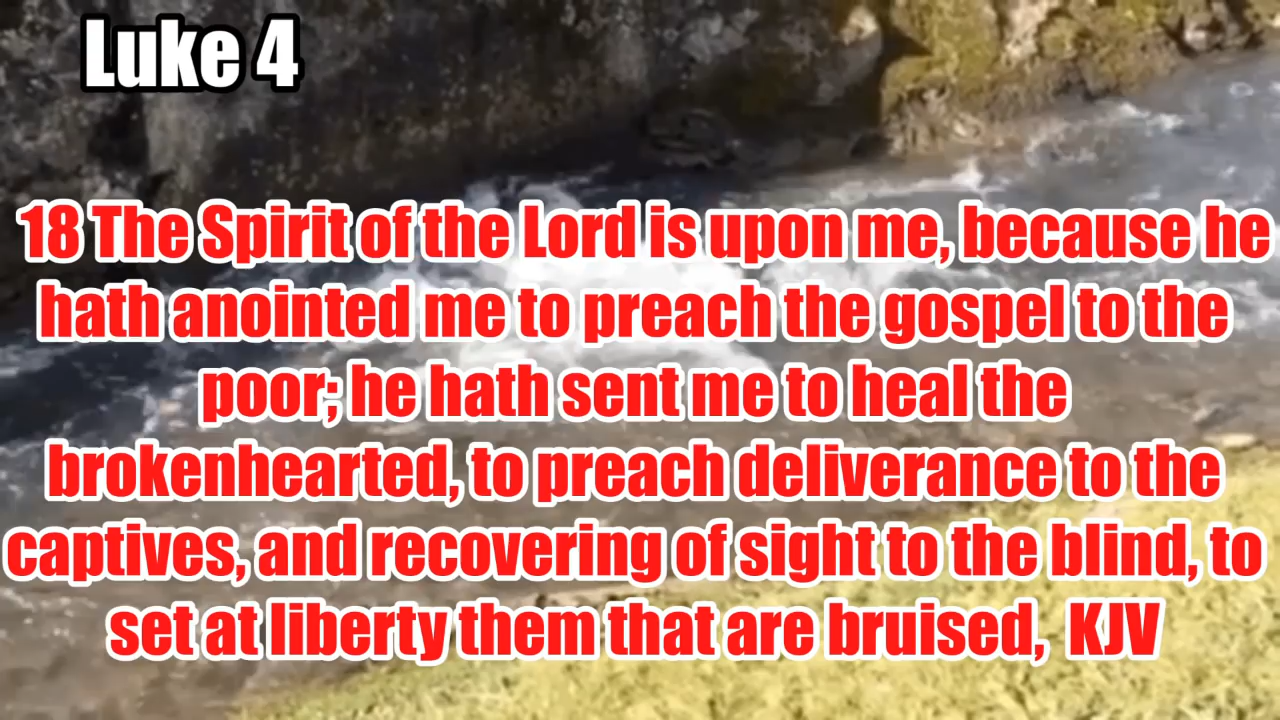 Luke 4
18 The Spirit of the Lord is upon me, because he
hath anointed me to preach the gospel to the
poor; he hath sent me to heal the
brokenhearted, to preach deliverance to the
captives, and recovering of sight to the blind, to
set at liberty them that are bruised, KJV